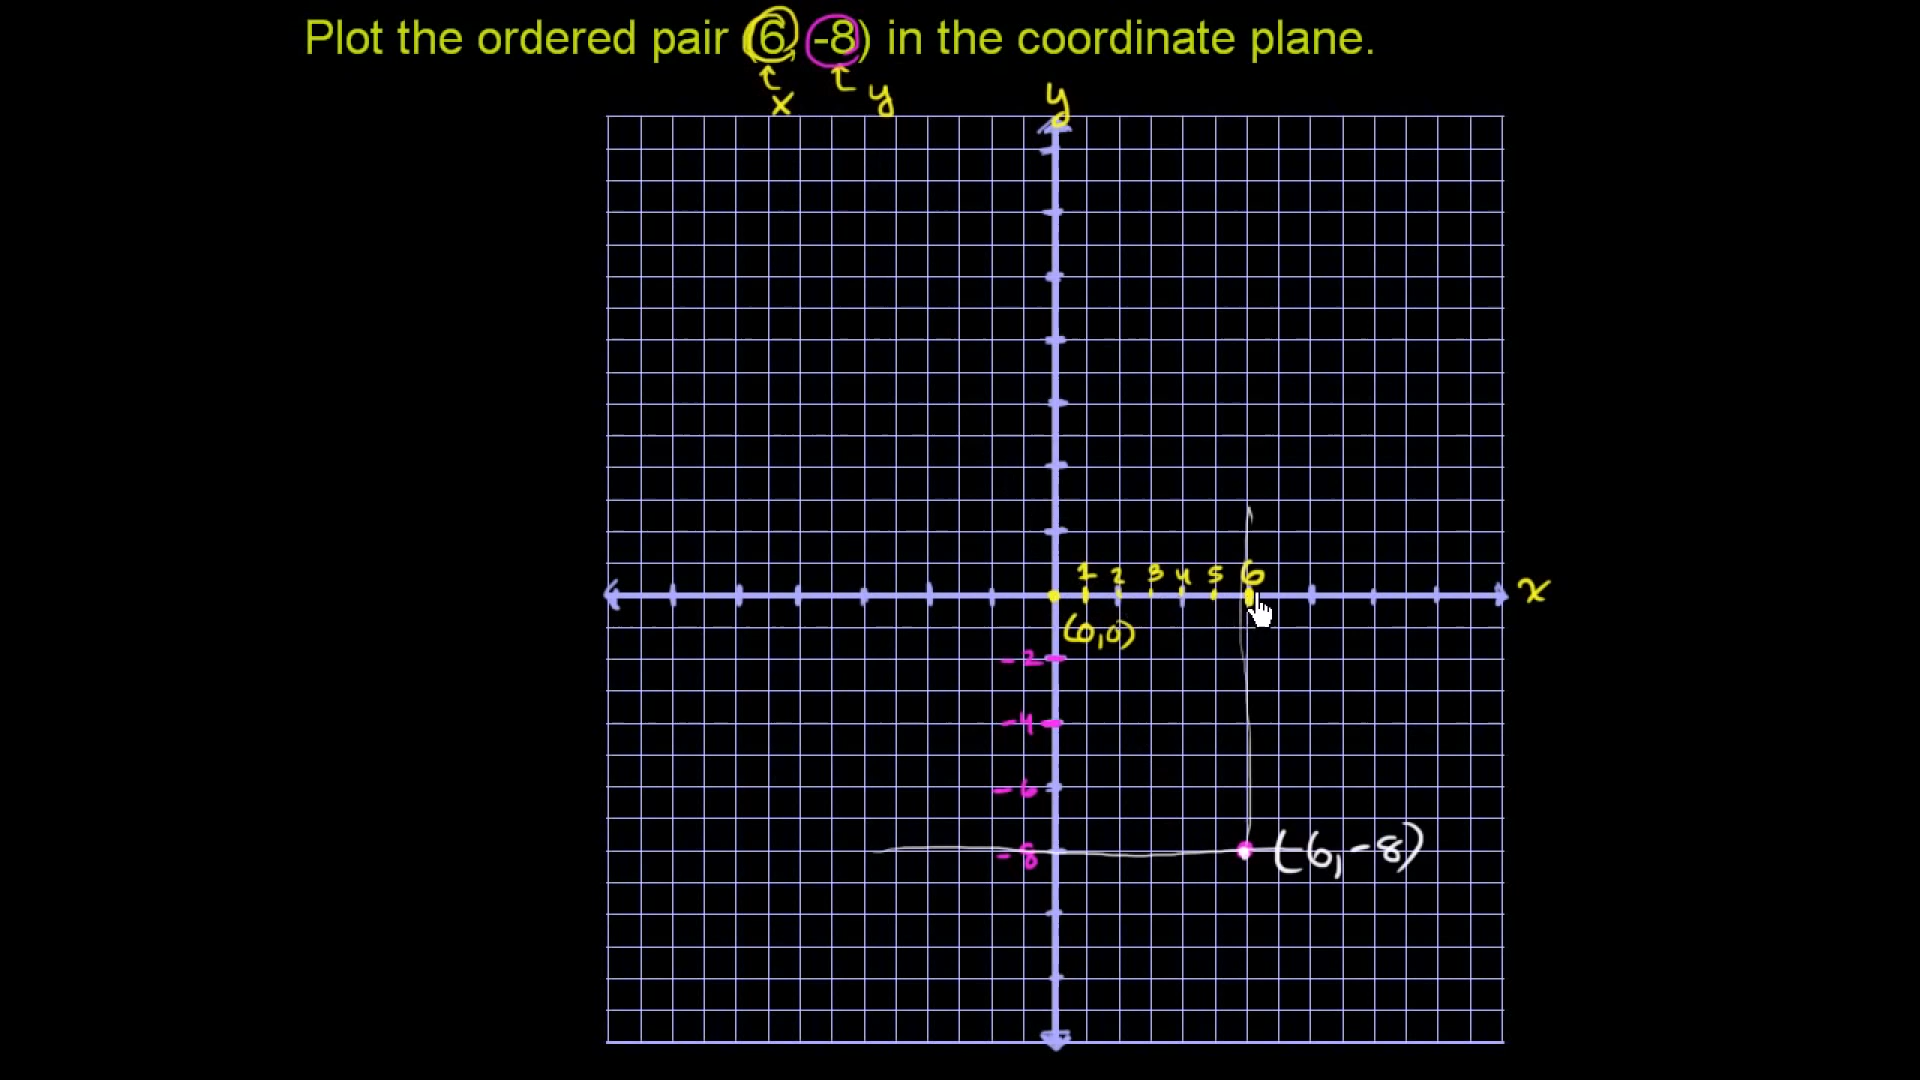 Plot the ordered pair (6, -8) in the coordinate plane.
x y
y
1 2 3 4 5 6
x
(0,0)
-2
-4
-6
-8 (6,-8)